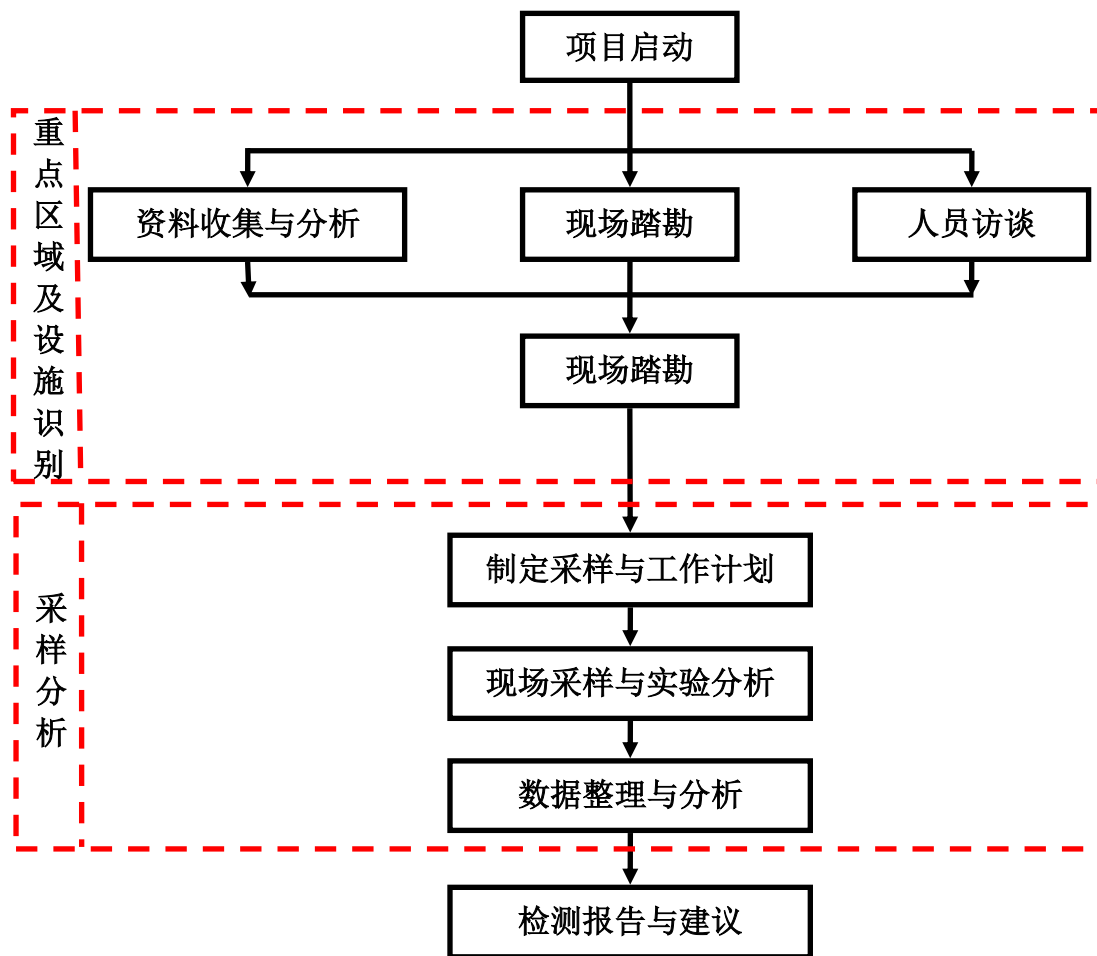 项目启动
重点区域及设施识别
资料收集与分析
现场踏勘
人员访谈
现场踏勘
采样分析
制定采样与工作计划
现场采样与实验分析
数据整理与分析
检测报告与建议